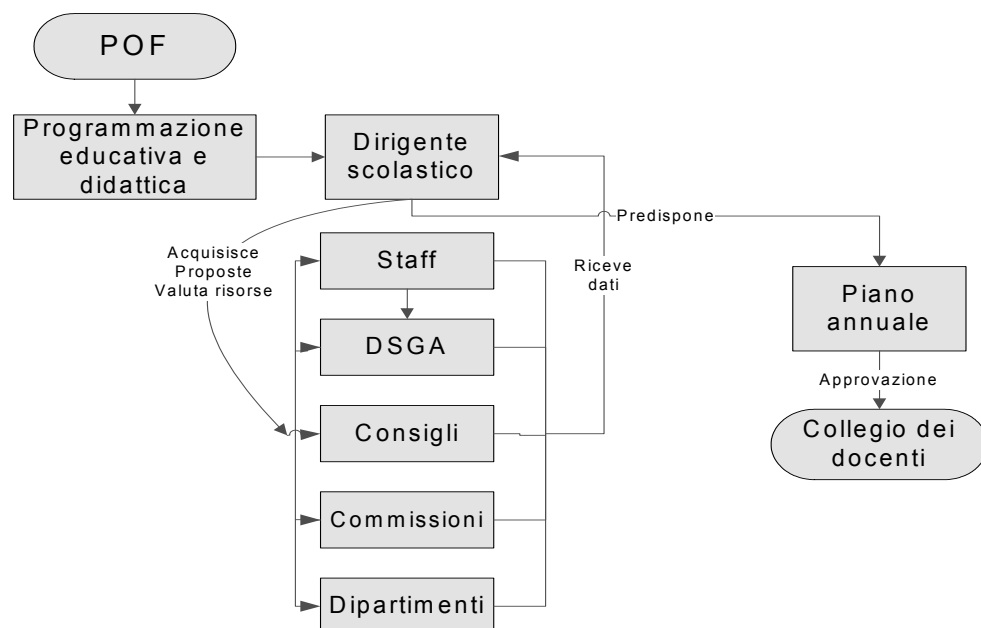 POF
Programmazione
educativa e
didattica
Dirigente
scolastico
Predispone
Acquisisce
Proposte
Valuta risorse
Staff
Riceve
dati
Piano
annuale
DSGA
Approvazione
Consigli
Collegio dei
docenti
Commissioni
Dipartimenti